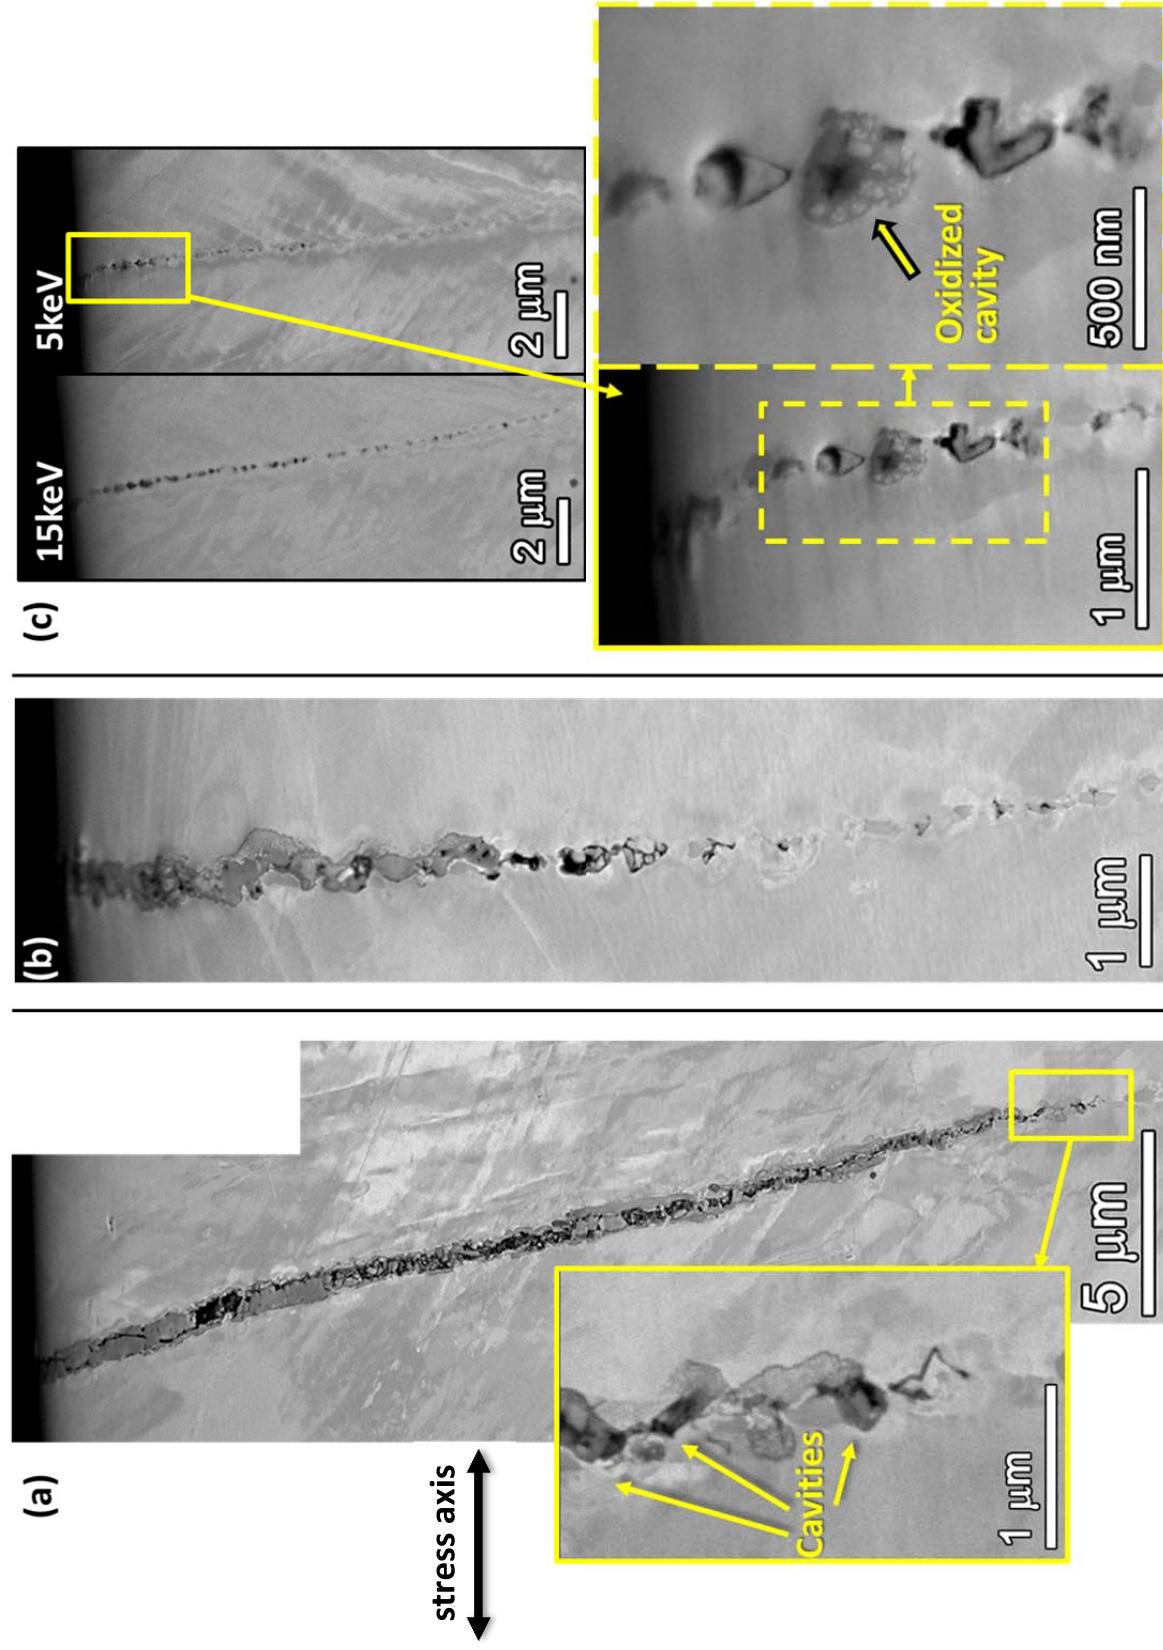 (a)
stress axis
Cavities
1 μm
5 μm
(b)
1 μm
(c)
15keV
5keV
2 μm
2 μm
1 μm
Oxidized
cavity
500 nm